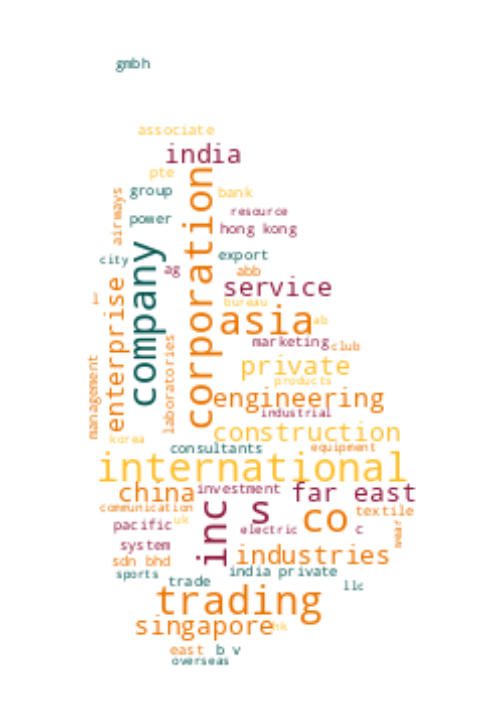 gmbh
associate
india
pte
group
bank
airways
corporation
resource
power
hong kong
company
city
export
ag
abb
service
enterprise
bureau
asia
ab
laboratories
marketing
club
management
private
products
engineering
industrial
construction
korea
consultants
equipment
international
china
investment
far east
communication
inc
s
co
textile
uk
pacific
electric
c
wear
system
industries
sdn bhd
sports
india private
trade
llc
trading
singapore
hk
east
b v
overseas